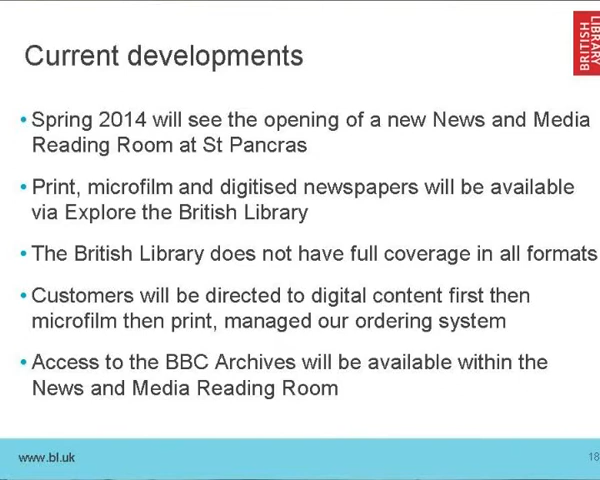 BRITISH
LIBRARY
Current developments
• Spring 2014 will see the opening of a new News and Media
Reading Room at St Pancras
• Print, microfilm and digitised newspapers will be available
via Explore the British Library
• The British Library does not have full coverage in all formats
• Customers will be directed to digital content first then
microfilm then print, managed our ordering system
• Access to the BBC Archives will be available within the
News and Media Reading Room
www.bl.uk
18